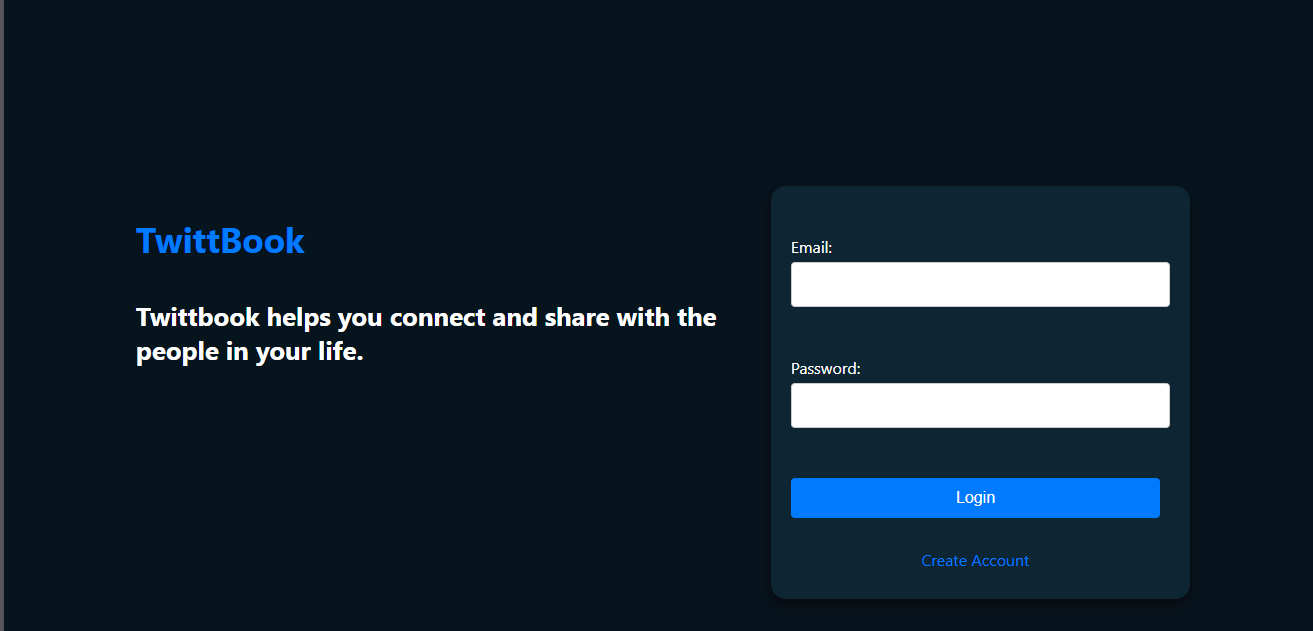 TwittBook
Twittbook helps you connect and share with the
people in your life.
Email:
Password:
Login
Create Account